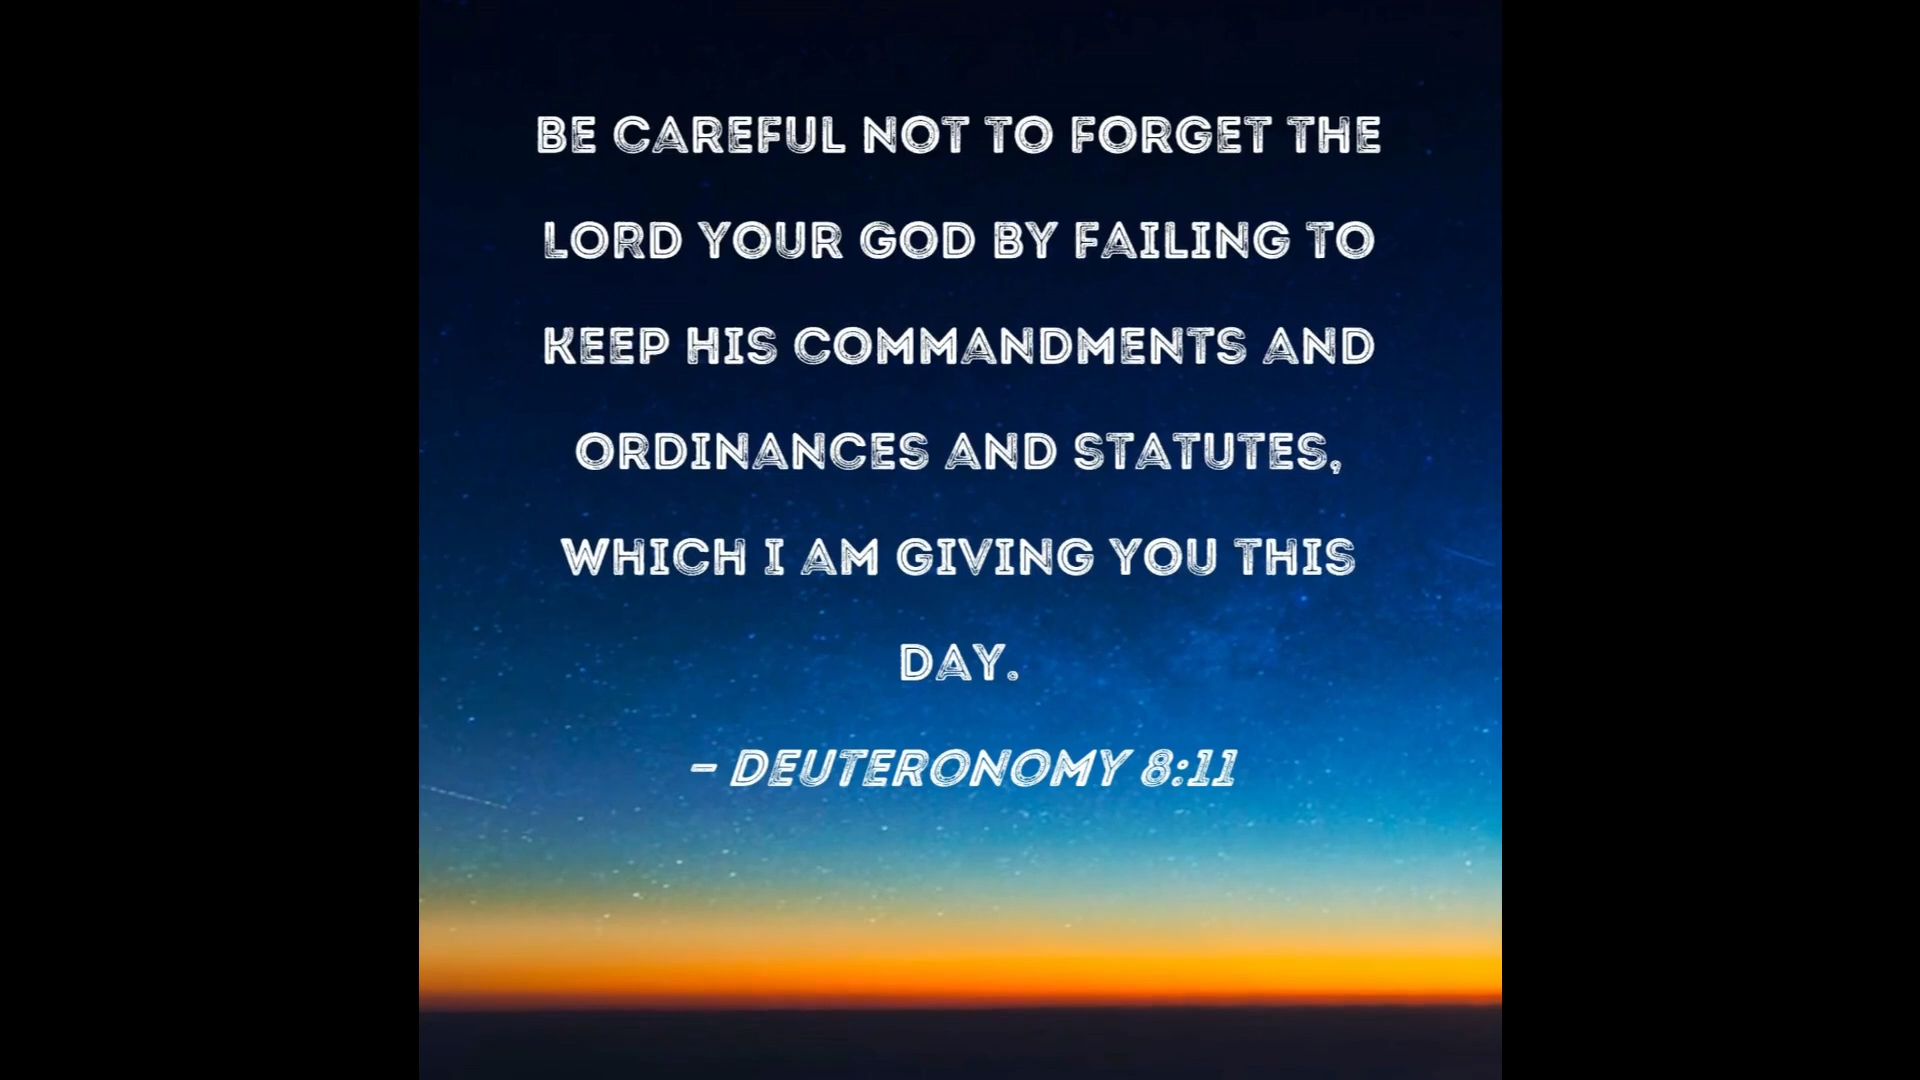 BE CAREFUL NOT TO FORGET THE
LORD YOUR GOD BY FAILING TO
KEEP HIS COMMANDMENTS AND
ORDINANCES AND STATUTES,
WHICH I AM GIVING YOU THIS
DAY.
- DEUTERONOMY 8:11